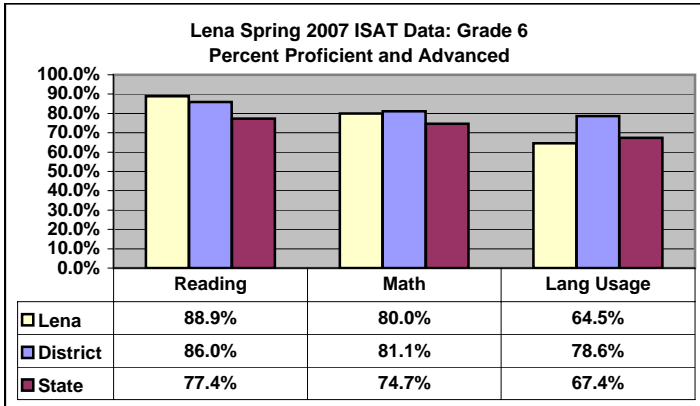 Lena Spring 2007 ISAT Data: Grade 6
Percent Proficient and Advanced
100.0%
90.0%
80.0%
70.0%
60.0%
50.0%
40.0%
30.0%
20.0%
10.0%
0.0%
Reading Math Lang Usage
Lena 88.9% 80.0% 64.5%
District 86.0% 81.1% 78.6%
State 77.4% 74.7% 67.4%